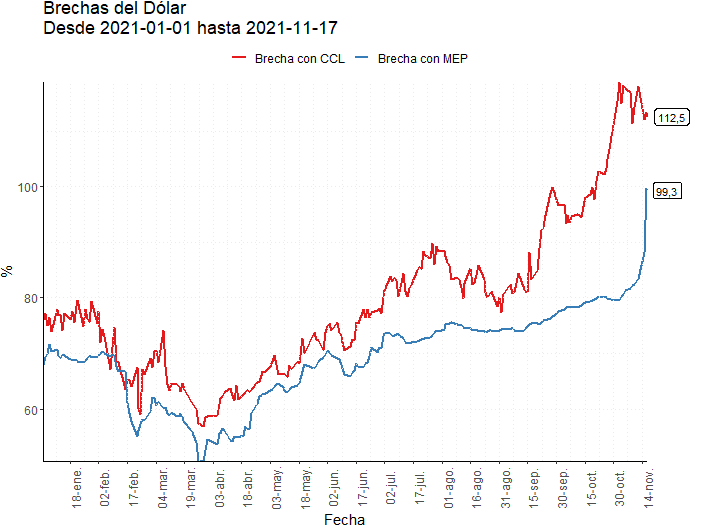 Brechas del Dólar
Desde 2021-01-01 hasta 2021-11-17
Brecha con CCL
Brecha con MEP
112,5
99,3
100
80
60
%
18-ene.
02-feb.
17-feb.
04-mar.
19-mar.
03-abr.
18-abr.
03-may.
18-may.
02-jun.
17-jun.
02-jul.
17-jul.
01-ago.
16-ago.
31-ago.
15-sep.
30-sep.
15-oct.
30-oct.
14-nov.
Fecha